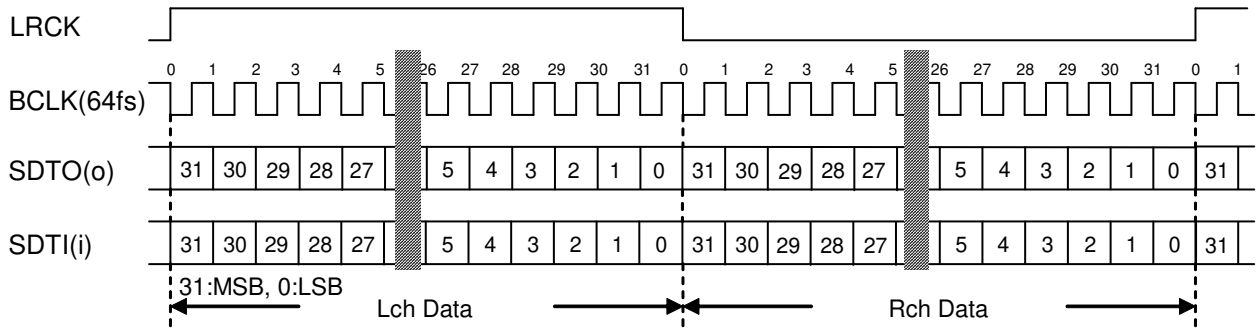 LRCK
0 1 2 3 4 5 26 27 28 29 30 31 0 1 2 3 4 5 26 27 28 29 30 31 0 1
BCLK(64fs)
SDTO(o) 31 30 29 28 27 5 4 3 2 1 0 31 30 29 28 27 5 4 3 2 1 0 31
SDTI(i) 31 30 29 28 27 5 4 3 2 1 0 31 30 29 28 27 5 4 3 2 1 0 31
31:MSB, 0:LSB
Lch Data Rch Data